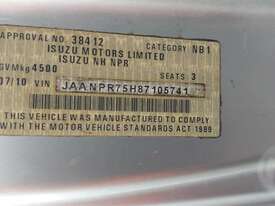 APPROVAL NO. 38412 CATEGORY NB1
ISUZU MOTORS LIMITED
ISUZU NH NPR
GVM kg 4500 SEATS 3
07/10 VIN JAANPR75H87105741
THIS VEHICLE WAS MANUFACTURED TO COMPLY
WITH THE MOTOR VEHICLE STANDARDS ACT 1989